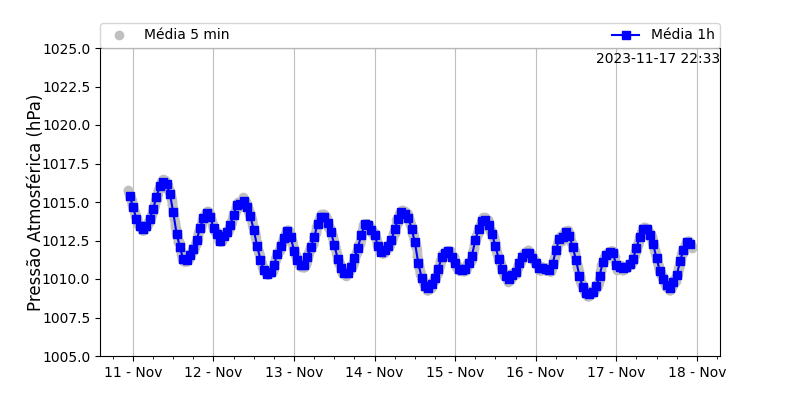 Média 5 min
Média 1h
2023-11-17 22:33
Pressão Atmosférica (hPa)
1025.0
1022.5
1020.0
1017.5
1015.0
1012.5
1010.0
1007.5
1005.0
11 - Nov
12 - Nov
13 - Nov
14 - Nov
15 - Nov
16 - Nov
17 - Nov
18 - Nov